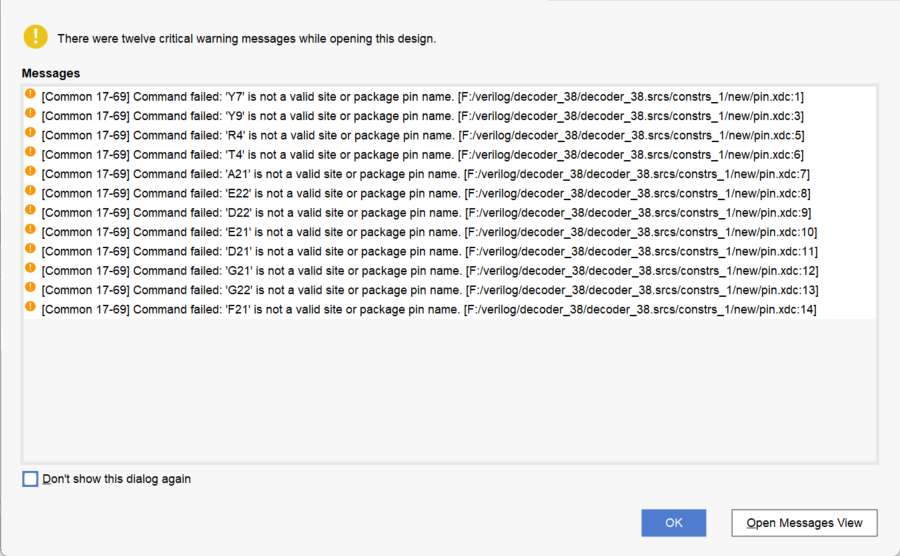 There were twelve critical warning messages while opening this design.
Messages
[Common 17-69] Command failed: 'Y7' is not a valid site or package pin name. [F:/verilog/decoder_38/decoder_38.srcs/constrs_1/new/pin.xdc:1]
[Common 17-69] Command failed: 'Y9' is not a valid site or package pin name. [F:/verilog/decoder_38/decoder_38.srcs/constrs_1/new/pin.xdc:3]
[Common 17-69] Command failed: 'R4' is not a valid site or package pin name. [F:/verilog/decoder_38/decoder_38.srcs/constrs_1/new/pin.xdc:5]
[Common 17-69] Command failed: 'T4' is not a valid site or package pin name. [F:/verilog/decoder_38/decoder_38.srcs/constrs_1/new/pin.xdc:6]
[Common 17-69] Command failed: 'A21' is not a valid site or package pin name. [F:/verilog/decoder_38/decoder_38.srcs/constrs_1/new/pin.xdc:7]
[Common 17-69] Command failed: 'E22' is not a valid site or package pin name. [F:/verilog/decoder_38/decoder_38.srcs/constrs_1/new/pin.xdc:8]
[Common 17-69] Command failed: 'D22' is not a valid site or package pin name. [F:/verilog/decoder_38/decoder_38.srcs/constrs_1/new/pin.xdc:9]
[Common 17-69] Command failed: 'E21' is not a valid site or package pin name. [F:/verilog/decoder_38/decoder_38.srcs/constrs_1/new/pin.xdc:10]
[Common 17-69] Command failed: 'D21' is not a valid site or package pin name. [F:/verilog/decoder_38/decoder_38.srcs/constrs_1/new/pin.xdc:11]
[Common 17-69] Command failed: 'G21' is not a valid site or package pin name. [F:/verilog/decoder_38/decoder_38.srcs/constrs_1/new/pin.xdc:12]
[Common 17-69] Command failed: 'G22' is not a valid site or package pin name. [F:/verilog/decoder_38/decoder_38.srcs/constrs_1/new/pin.xdc:13]
[Common 17-69] Command failed: 'F21' is not a valid site or package pin name. [F:/verilog/decoder_38/decoder_38.srcs/constrs_1/new/pin.xdc:14]
Don't show this dialog again
OK
Open Messages View